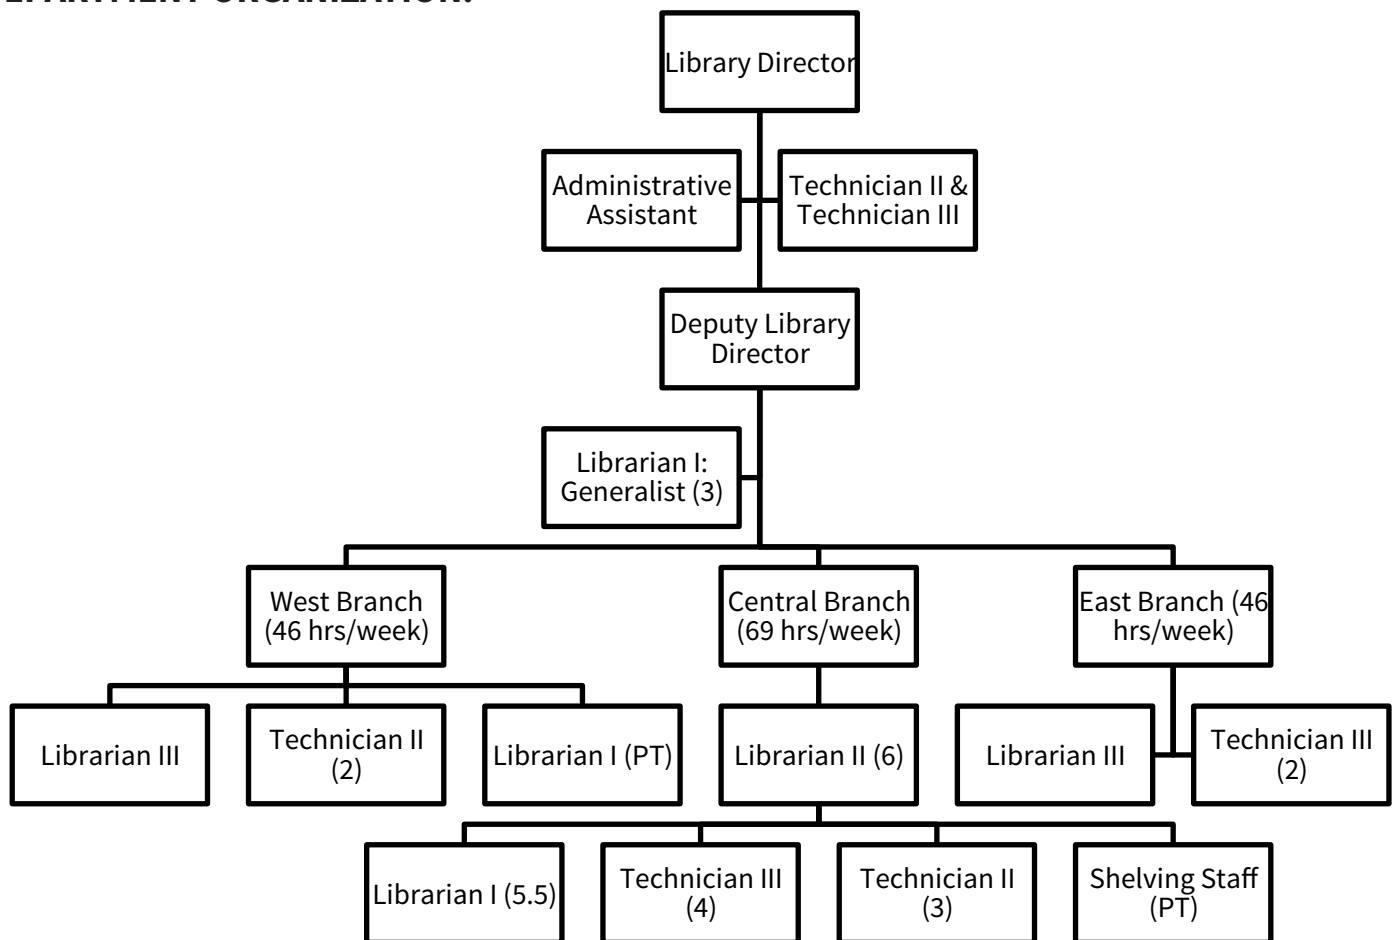 Library Director
Administrative
Assistant
Technician II &
Technician III
Deputy Library
Director
Librarian I:
Generalist (3)
West Branch
(46 hrs/week)
Central Branch
(69 hrs/week)
East Branch (46
hrs/week)
Librarian III
Technician II
(2)
Librarian I (PT)
Librarian II (6)
Librarian III
Technician III
(2)
Librarian I (5.5)
Technician III
(4)
Technician II
(3)
Shelving Staff
(PT)